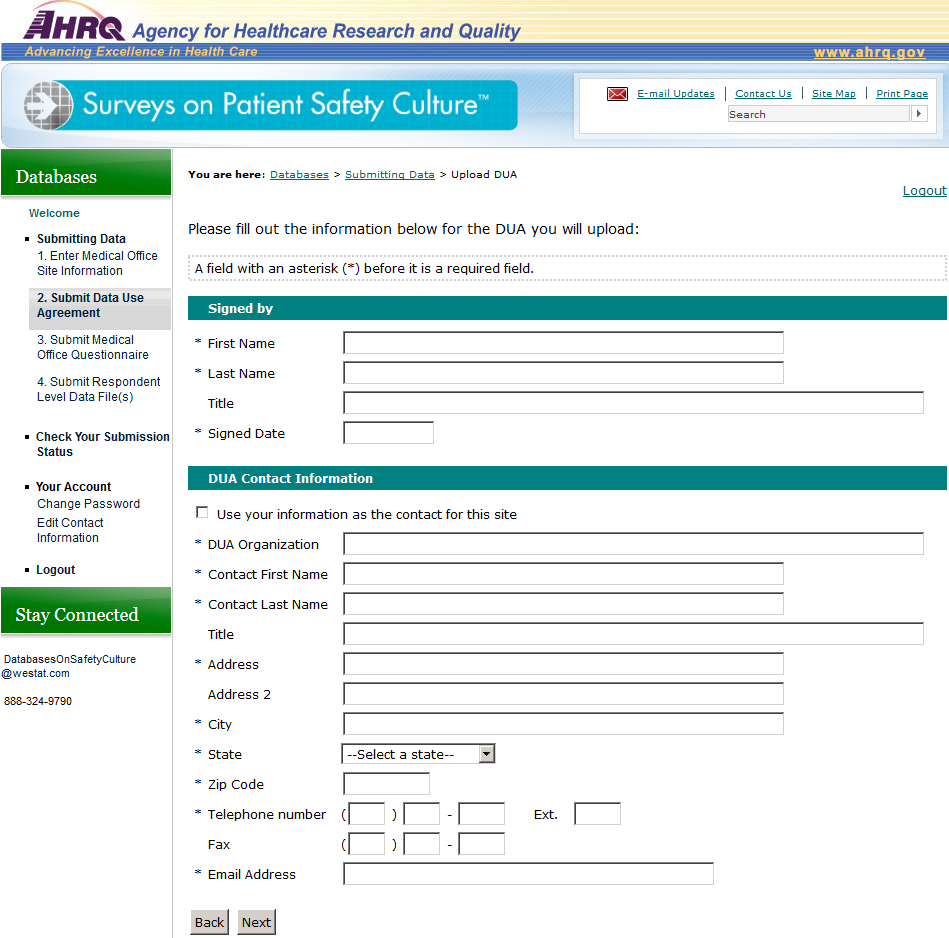 AHRQ Agency for Healthcare Research and Quality
Advancing Excellence in Health Care
www.ahrq.gov
Surveys on Patient Safety Culture™
E-mail Updates | Contact Us | Site Map | Print Page
Search
Databases
Welcome
Submitting Data
1. Enter Medical Office
Site Information
2. Submit Data Use
Agreement
3. Submit Medical
Office Questionnaire
4. Submit Respondent
Level Data File(s)
Check Your Submission
Status
Your Account
Change Password
Edit Contact
Information
Logout
Stay Connected
DatabasesOnSafetyCulture
@westat.com
888-324-9790
You are here: Databases > Submitting Data > Upload DUA
Logout
Please fill out the information below for the DUA you will upload:
A field with an asterisk (*) before it is a required field.
Signed by
* First Name
* Last Name
Title
* Signed Date
DUA Contact Information
Use your information as the contact for this site
* DUA Organization
* Contact First Name
* Contact Last Name
Title
* Address
Address 2
* City
* State --Select a state--
* Zip Code
* Telephone number ( ) - Ext.
Fax ( ) -
* Email Address
Back Next